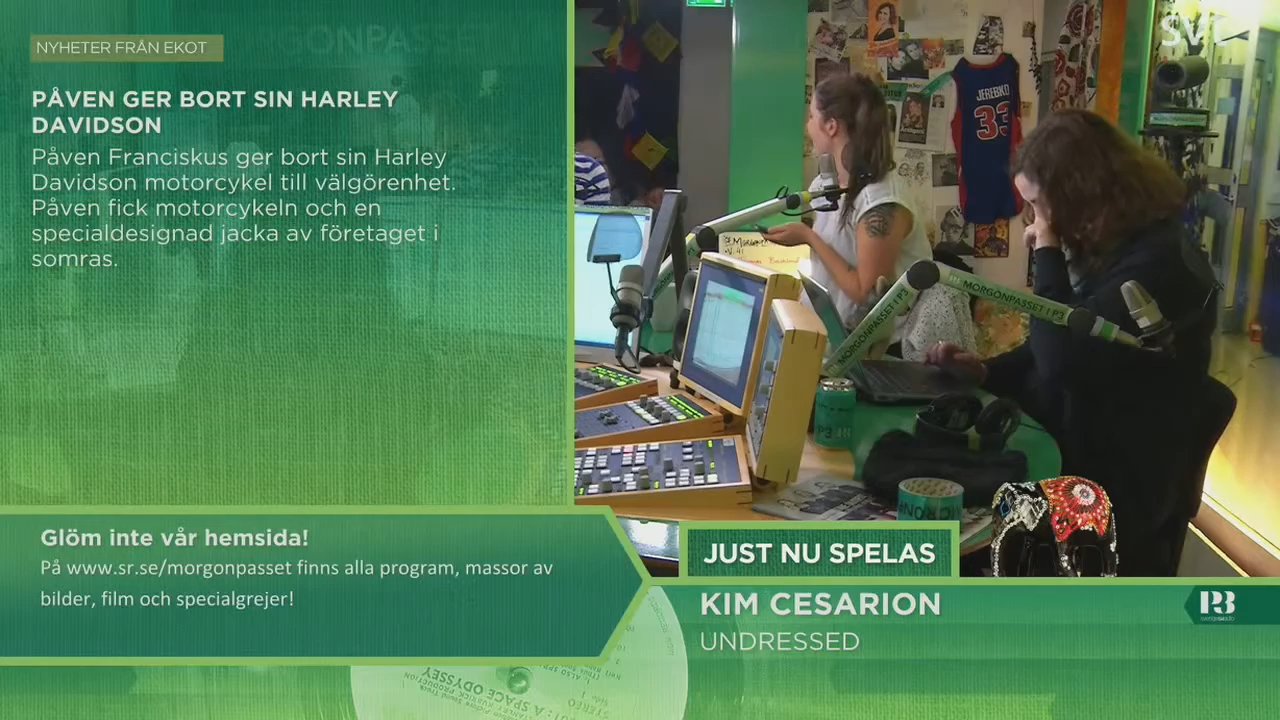 NYHETER FRÅN EKOT
PÅVEN GER BORT SIN HARLEY
DAVIDSON
Påven Franciskus ger bort sin Harley
Davidson motorcykel till välgörenhet.
Påven fick motorcykeln och en
specialdesignad jacka av företaget i
somras.
JEREBKO
33
MORGONPASSET I P3
MORGONPASSET I P3
Glöm inte vår hemsida!
På www.sr.se/morgonpasset finns alla program, massor av
bilder, film och specialgrejer!
JUST NU SPELAS
KIM CESARION
UNDRESSED
P3
A SPACE ODYSSEY
STEREO